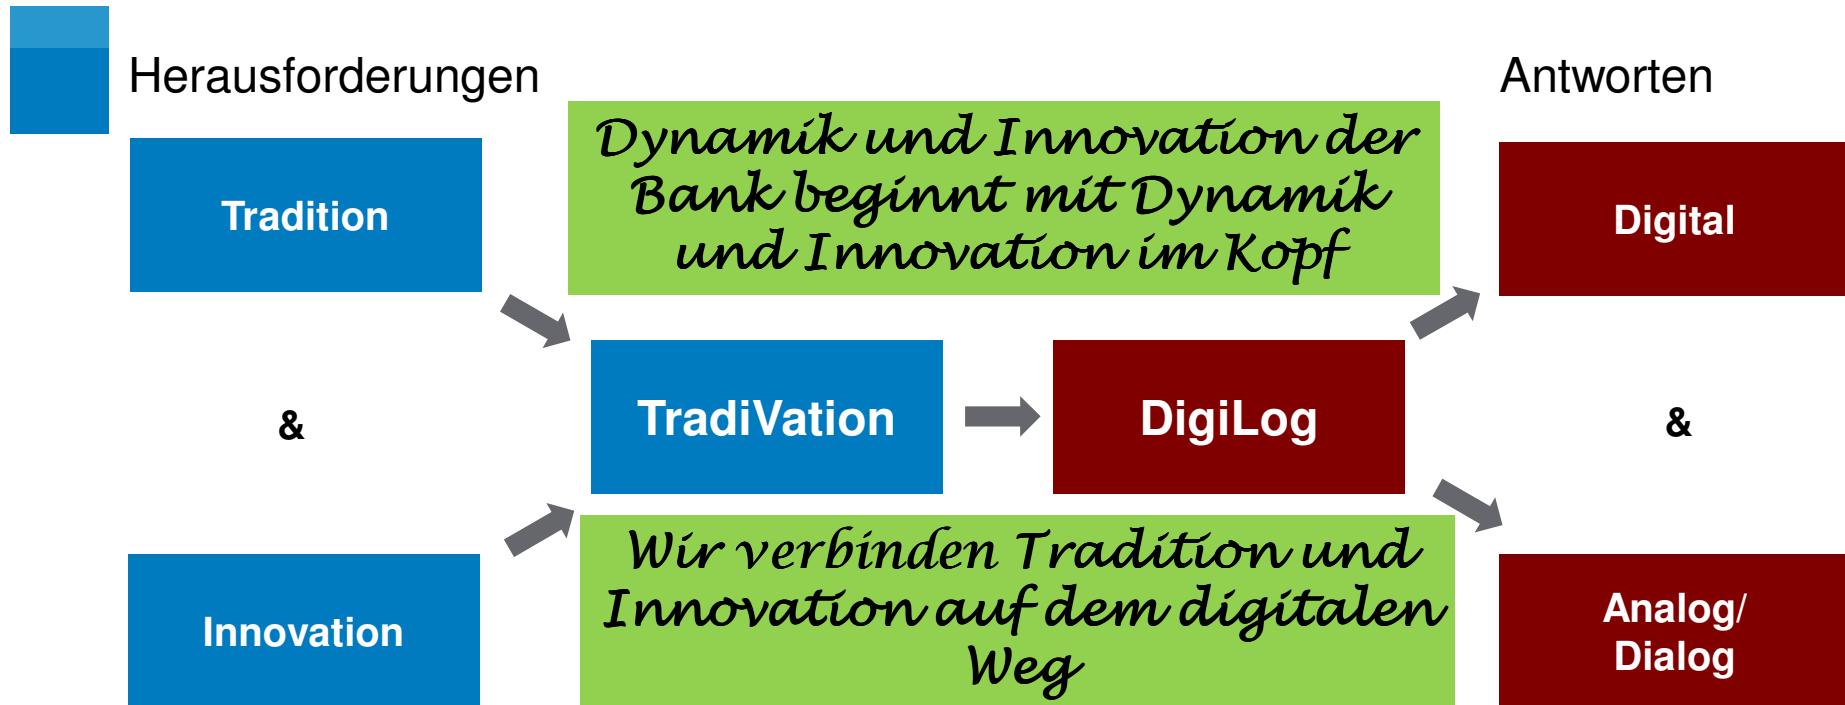 Herausforderungen
Antworten
Dynamik und Innovation der
Bank beginnt mit Dynamik
und Innovation im Kopf
Tradition
Digital
TradiVation
DigiLog
&
&
Wir verbinden Tradition und
Innovation auf dem digitalen
Weg
Innovation
Analog/
Dialog